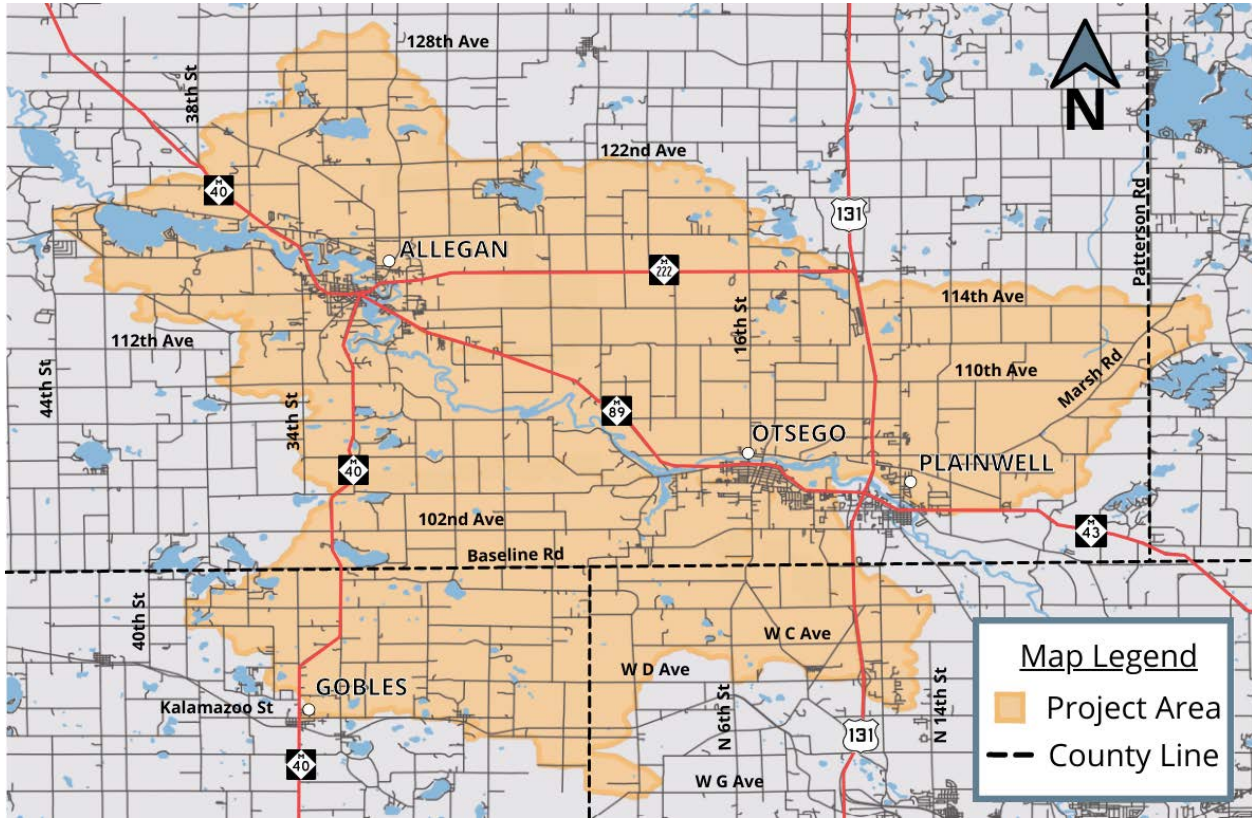 128th Ave
38th St
122nd Ave
M
40
131
Patterson Rd
N
ALLEGAN
M
222
114th Ave
16th St
112th Ave
110th Ave
44th St
34th St
Marsh Rd
M
89
OTSEGO
M
40
PLAINWELL
102nd Ave
M
43
Baseline Rd
40th St
W C Ave
W D Ave
GOBLES
Kalamazoo St
N 6th St
N 14th St
131
M
40
W G Ave
Map Legend
Project Area
County Line